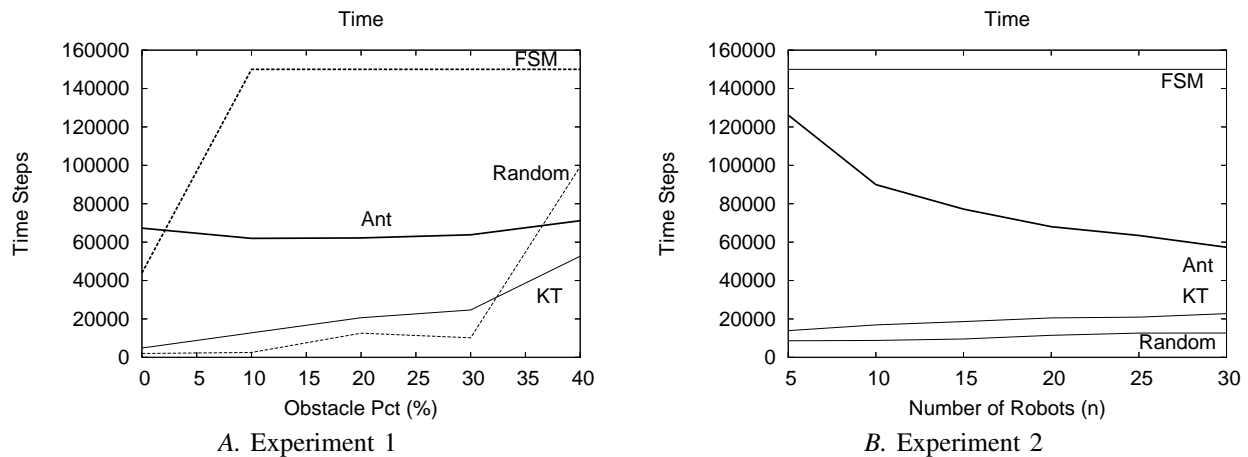 Time
160000
140000
120000
100000
80000
60000
40000
20000
0
Time Steps
FSM
Random
Ant
KT
0 5 10 15 20 25 30 35 40
Obstacle Pct (%)
A. Experiment 1
Time
160000
140000
120000
100000
80000
60000
40000
20000
0
Time Steps
FSM
Ant
KT
Random
5 10 15 20 25 30
Number of Robots (n)
B. Experiment 2